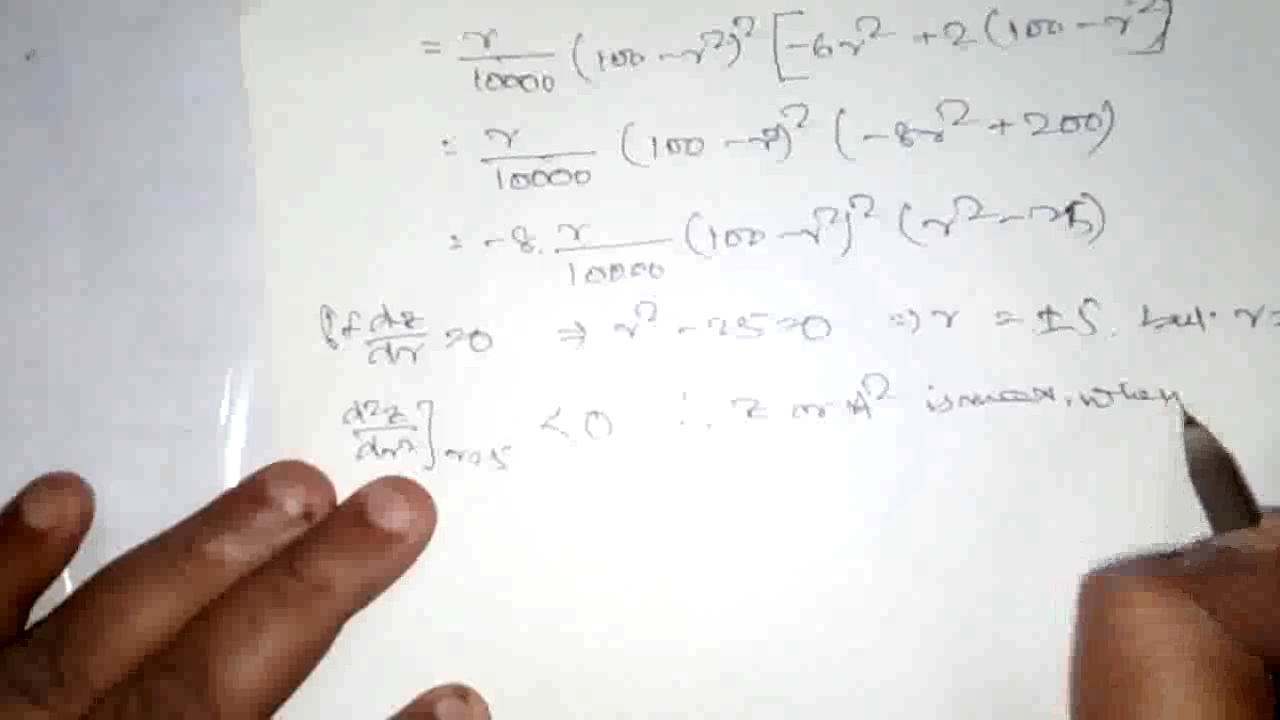 = r/10000 (100 - r²)² [-6r² + 2 (100 - r²]
= r/10000 (100 - r²)² (-8r² + 200)
= -8. r/10000 (100 - r²)² (r² - 25)
If dz/dr = 0 ⇒ r² - 25 = 0 ⇒ r = ±5. but r =
d²z/dr²]r=5 < 0 ∴ z or A² is max. when